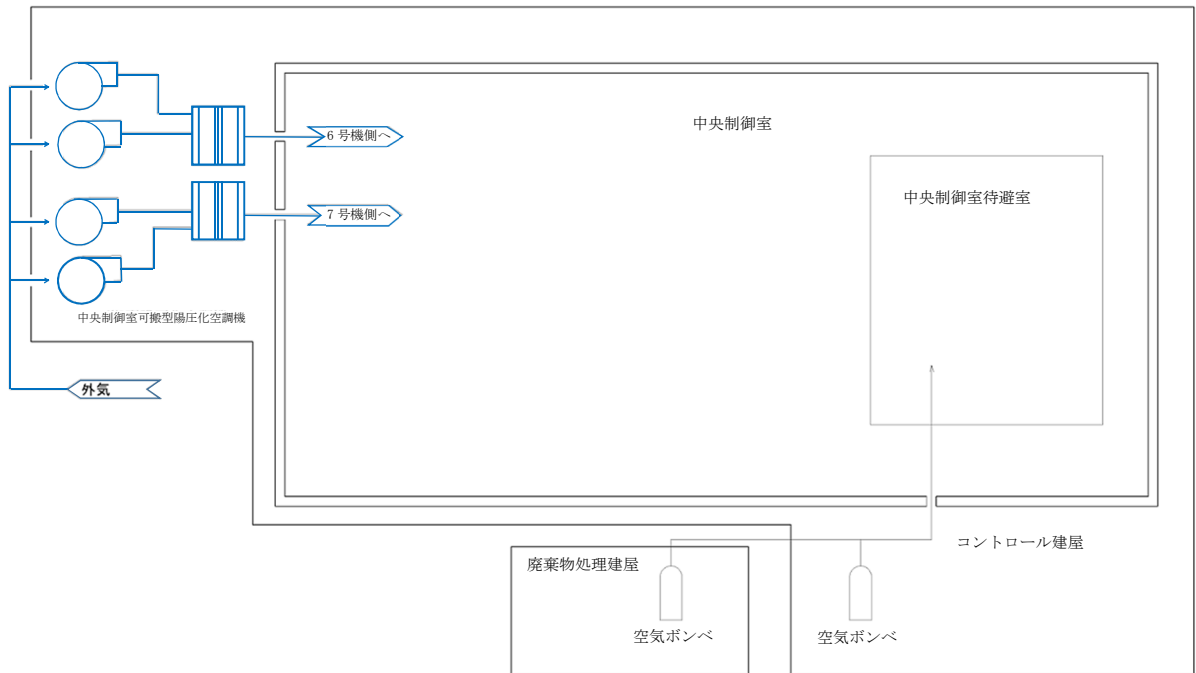 中央制御室
6 号機側へ
中央制御室待避室
7 号機側へ
中央制御室可搬型陽圧化空調機
外気
コントロール建屋
廃棄物処理建屋
空気ボンベ
空気ボンベ